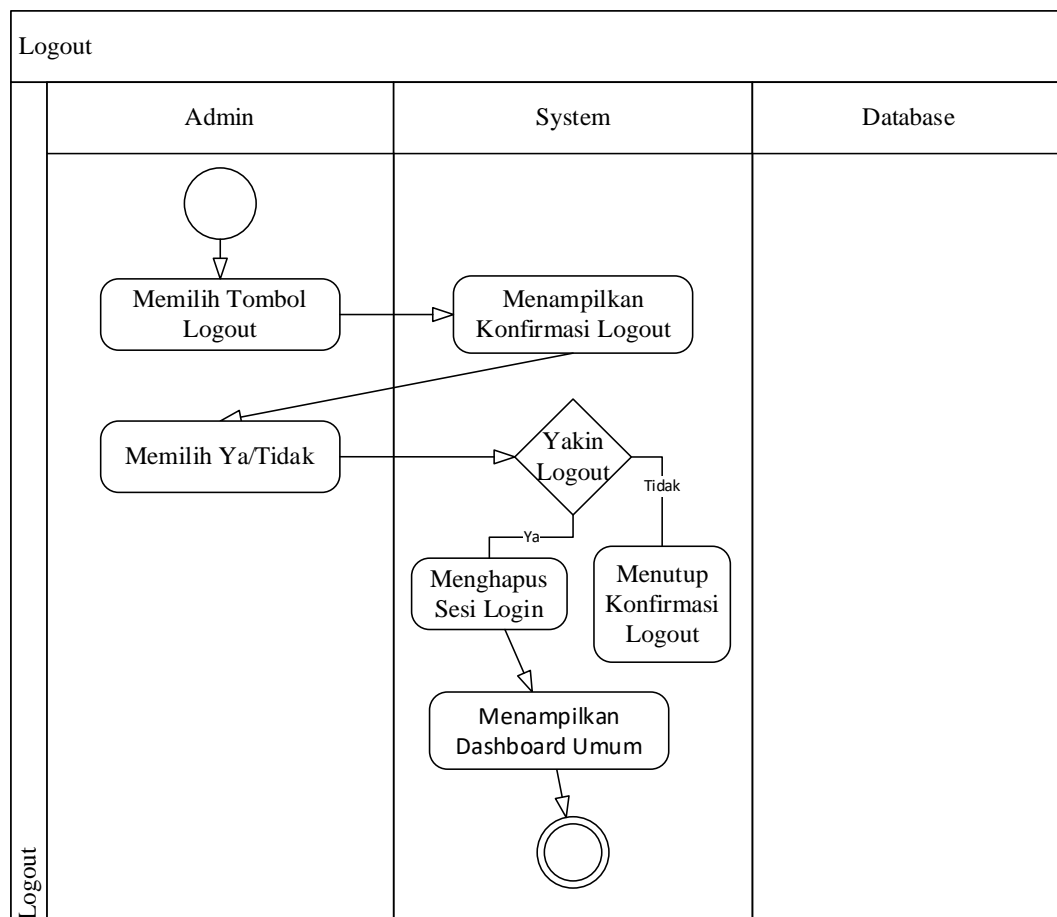 Logout
Admin
System
Database
Memilih Tombol
Logout
Menampilkan
Konfirmasi Logout
Memilih Ya/Tidak
Yakin
Logout
Tidak
Ya
Menghapus
Sesi Login
Menutup
Konfirmasi
Logout
Menampilkan
Dashboard Umum
Logout